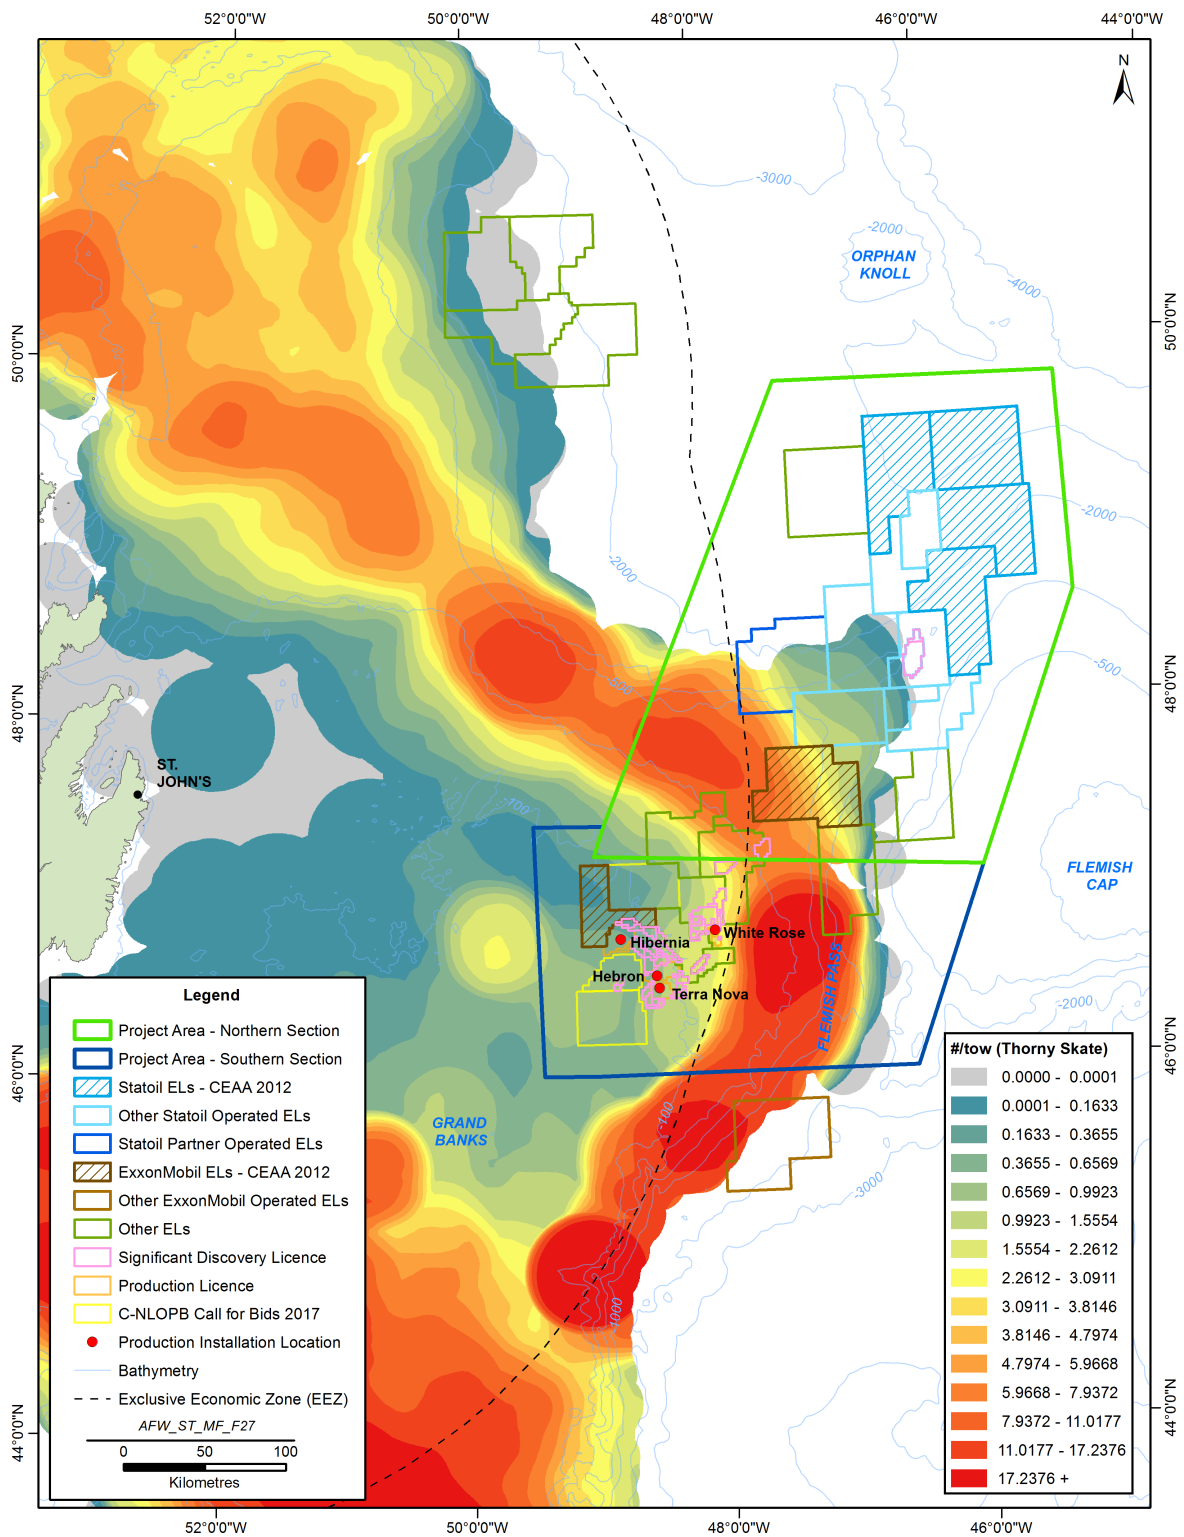 52°0'0"W
50°0'0"W
48°0'0"W
46°0'0"W
44°0'0"W
N
-3000
-2000
ORPHAN
KNOLL
-4000
50°0'0"N
50°0'0"N
-2000
-2000
-500
-500
48°0'0"N
48°0'0"N
ST.
JOHN'S
-100
FLEMISH
CAP
White Rose
Hibernia
Hebron
Terra Nova
FLEMISH PASS
-2000
46°0'0"N
46°0'0"N
GRAND
BANKS
-100
-3000
-1000
44°0'0"N
44°0'0"N
Legend
Project Area - Northern Section
Project Area - Southern Section
Statoil ELs - CEAA 2012
Other Statoil Operated ELs
Statoil Partner Operated ELs
ExxonMobil ELs - CEAA 2012
Other ExxonMobil Operated ELs
Other ELs
Significant Discovery Licence
Production Licence
C-NLOPB Call for Bids 2017
Production Installation Location
Bathymetry
Exclusive Economic Zone (EEZ)
AFW_ST_MF_F27
0 50 100
Kilometres
#/tow (Thorny Skate)
0.0000 - 0.0001
0.0001 - 0.1633
0.1633 - 0.3655
0.3655 - 0.6569
0.6569 - 0.9923
0.9923 - 1.5554
1.5554 - 2.2612
2.2612 - 3.0911
3.0911 - 3.8146
3.8146 - 4.7974
4.7974 - 5.9668
5.9668 - 7.9372
7.9372 - 11.0177
11.0177 - 17.2376
17.2376 +
52°0'0"W
50°0'0"W
48°0'0"W
46°0'0"W